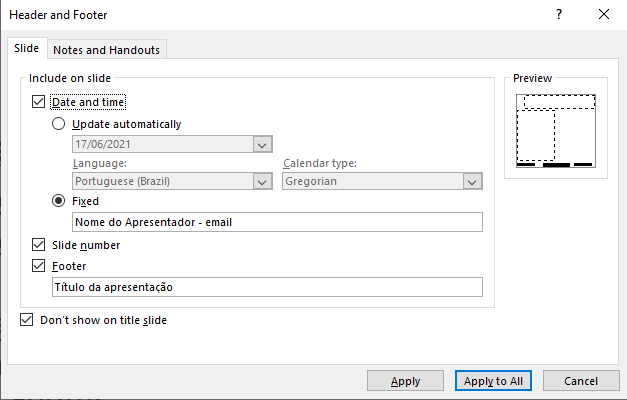 Header and Footer
Slide
Notes and Handouts
Include on slide
Date and time
Update automatically
17/06/2021
Language:
Calendar type:
Portuguese (Brazil)
Gregorian
Fixed
Nome do Apresentador - email
Slide number
Footer
Título da apresentação
Don't show on title slide
Preview
Apply
Apply to All
Cancel